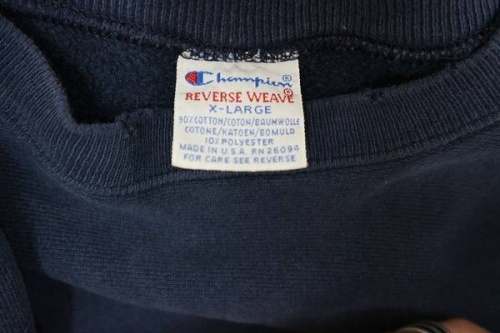 Champion®
REVERSE WEAVE®
X-LARGE
90% COTTON/COTON/BAUMWOLLE
COTONE/KATOEN/BOMULD
10% POLYESTER
MADE IN U.S.A. RN 26094
FOR CARE SEE REVERSE